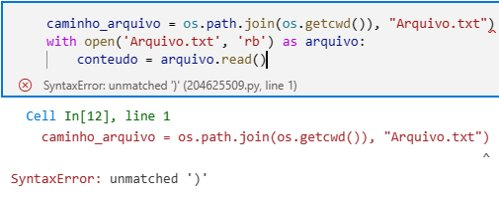 caminho_arquivo = os.path.join(os.getcwd()), "Arquivo.txt")
with open('Arquivo.txt', 'rb') as arquivo:
    conteudo = arquivo.read()
SyntaxError: unmatched ')' (204625509.py, line 1)
Cell In[12], line 1
    caminho_arquivo = os.path.join(os.getcwd()), "Arquivo.txt")
                                                              ^
SyntaxError: unmatched ')'